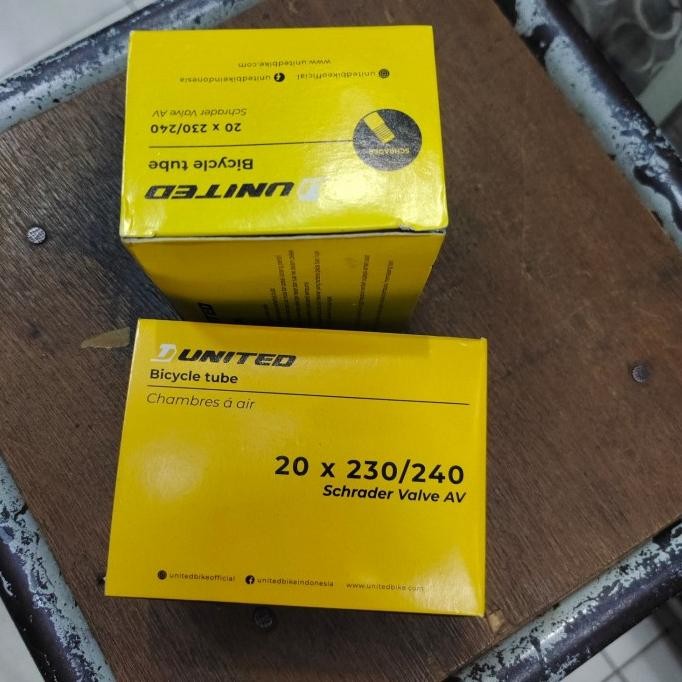 UNITED
Bicycle tube
20 x 230/240
Schrader Valve AV
SCHRADER
unitedbikeofficial unitedbikeindonesia
www.unitedbike.com
UNITED
Bicycle tube
Chambres á air
20 x 230/240
Schrader Valve AV
unitedbikeofficial unitedbikeindonesia www.unitedbike.com